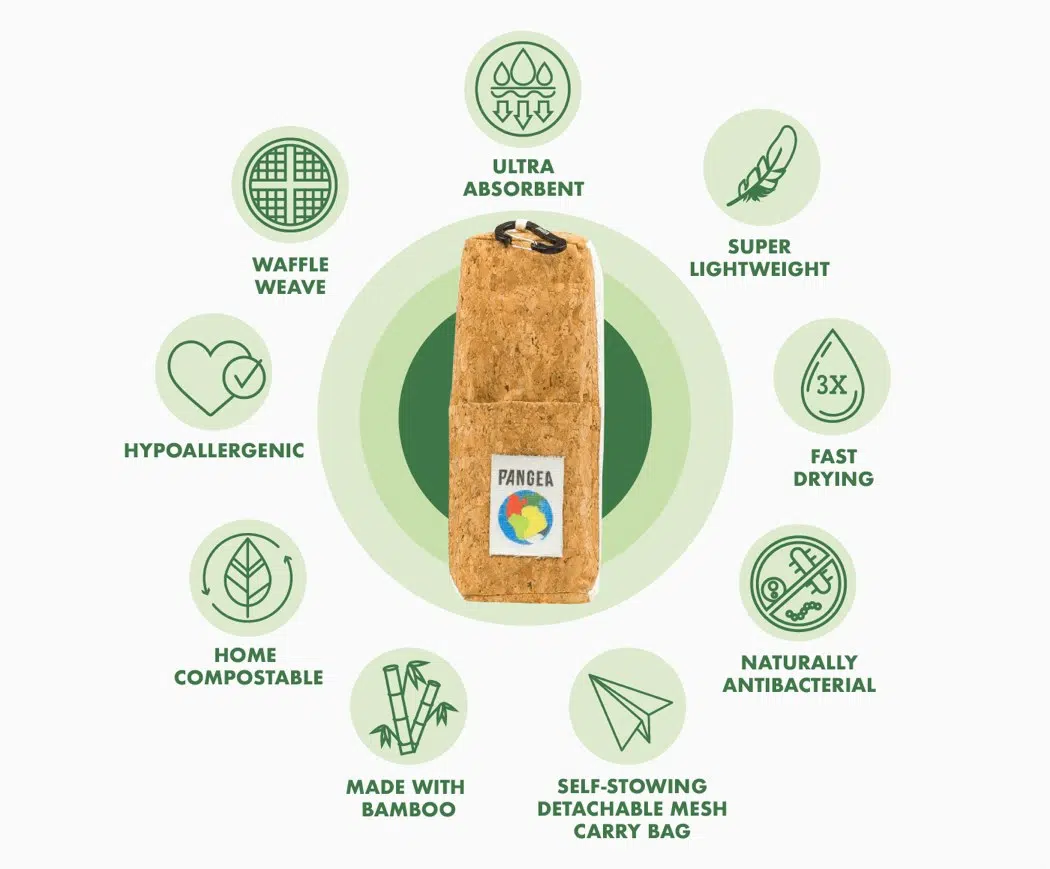 ULTRA
ABSORBENT
SUPER
LIGHTWEIGHT
WAFFLE
WEAVE
3X
HYPOALLERGENIC
FAST
DRYING
PANGEA
HOME
COMPOSTABLE
NATURALLY
ANTIBACTERIAL
MADE WITH
BAMBOO
SELF-STOWING
DETACHABLE MESH
CARRY BAG